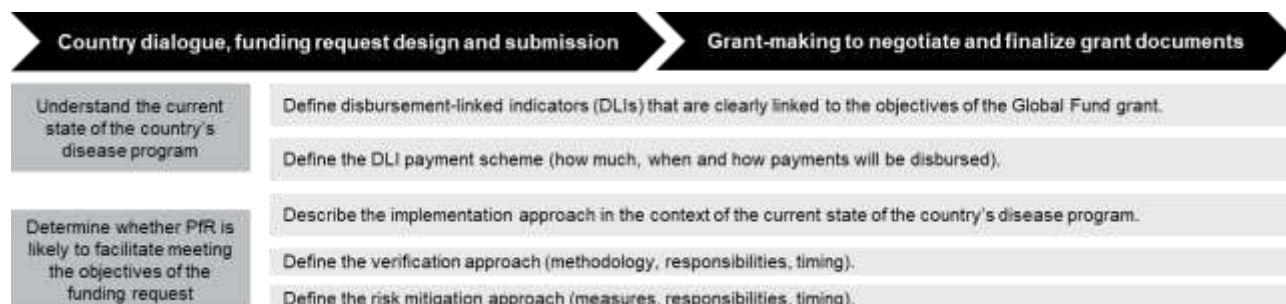 Country dialogue, funding request design and submission
Grant-making to negotiate and finalize grant documents
Understand the current
state of the country's
disease program
Define disbursement-linked indicators (DLIs) that are clearly linked to the objectives of the Global Fund grant.
Define the DLI payment scheme (how much, when and how payments will be disbursed).
Determine whether PfR is
likely to facilitate meeting
the objectives of the
funding request
Describe the implementation approach in the context of the current state of the country's disease program.
Define the verification approach (methodology, responsibilities, timing).
Define the risk mitigation approach (measures, responsibilities, timing).